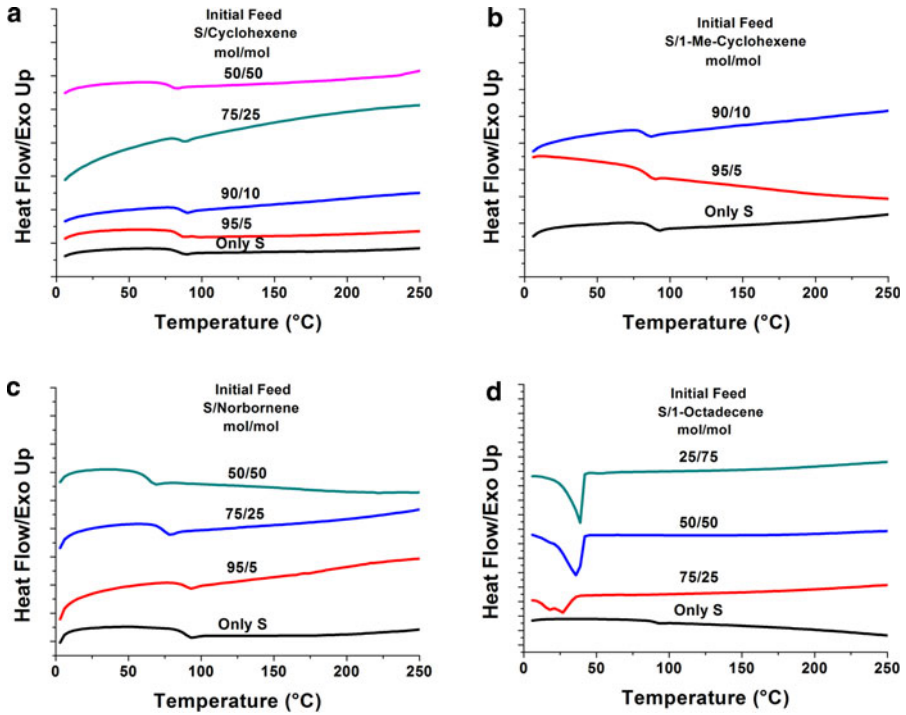 a
Initial Feed
S/Cyclohexene
mol/mol
50/50
75/25
90/10
95/5
Only S
Heat Flow/Exo Up
0 50 100 150 200 250
Temperature (°C)
b
Initial Feed
S/1-Me-Cyclohexene
mol/mol
90/10
95/5
Only S
Heat Flow/Exo Up
0 50 100 150 200 250
Temperature (°C)
c
Initial Feed
S/Norbornene
mol/mol
50/50
75/25
95/5
Only S
Heat Flow/Exo Up
0 50 100 150 200 250
Temperature (°C)
d
Initial Feed
S/1-Octadecene
mol/mol
25/75
50/50
75/25
Only S
Heat Flow/Exo Up
0 50 100 150 200 250
Temperature (°C)